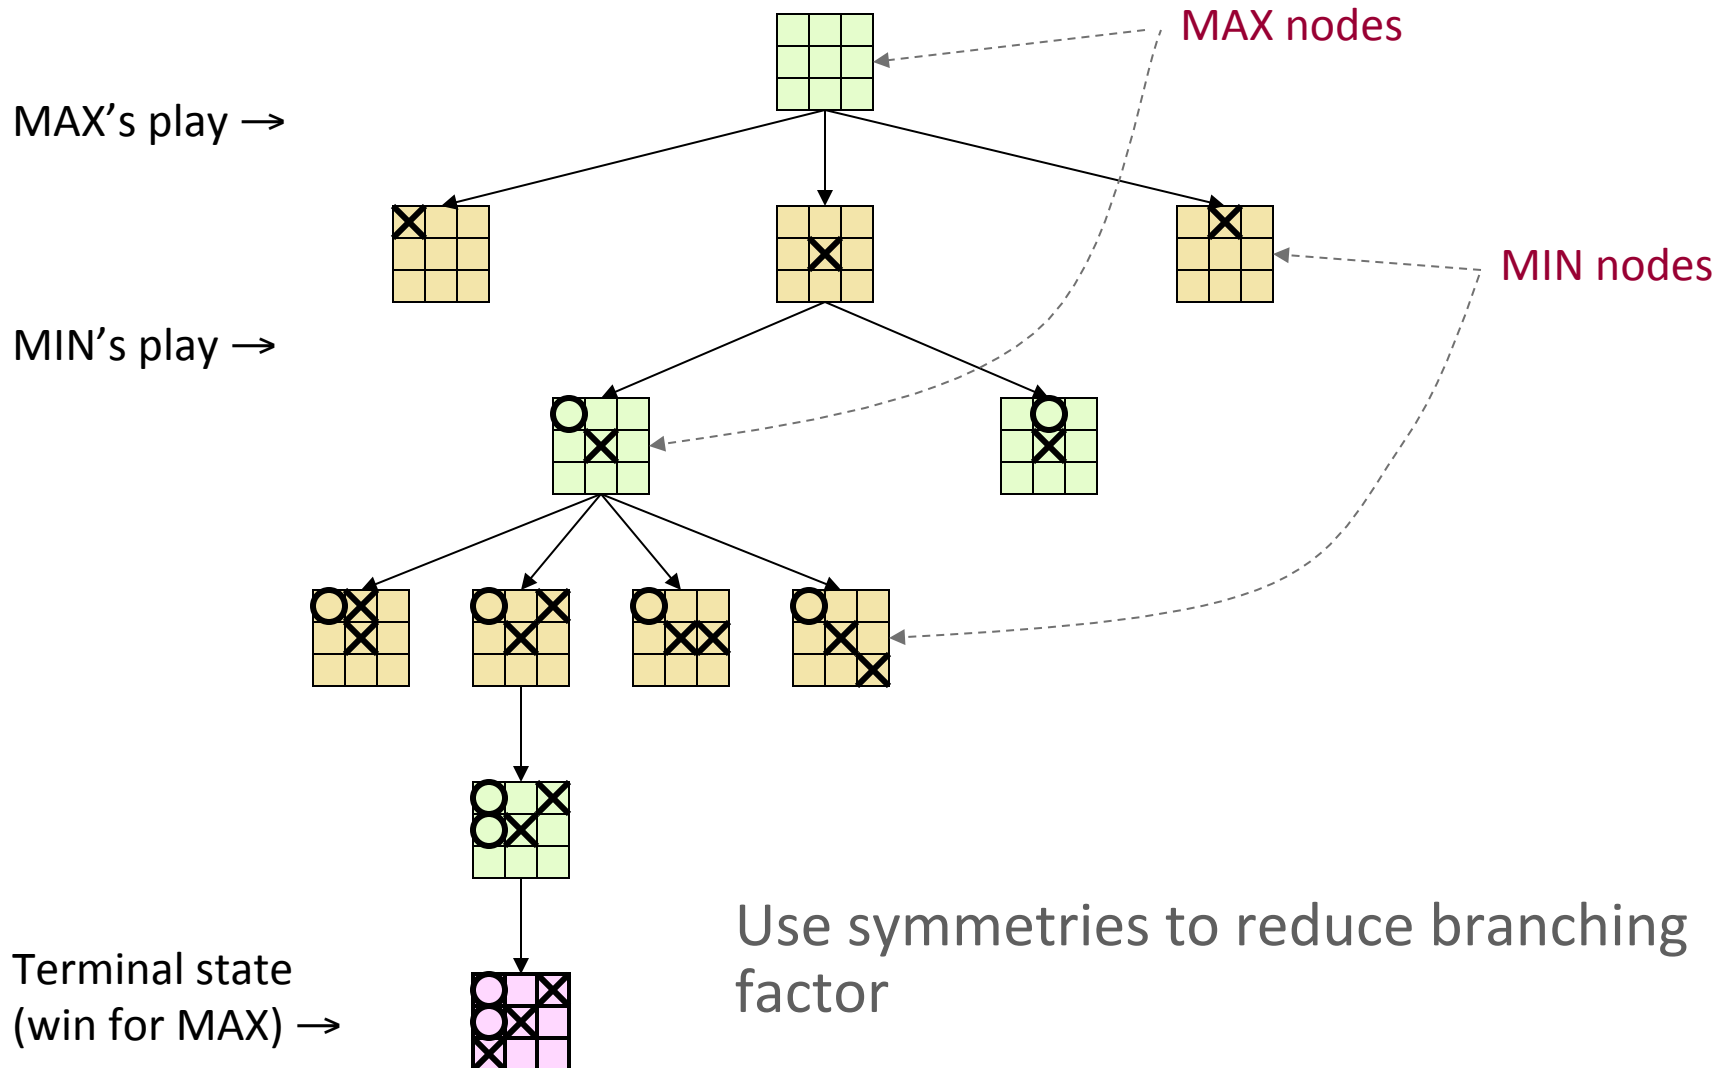 MAX nodes
MAX’s play →
MIN nodes
MIN’s play →
Use symmetries to reduce branching
factor
Terminal state
(win for MAX) →